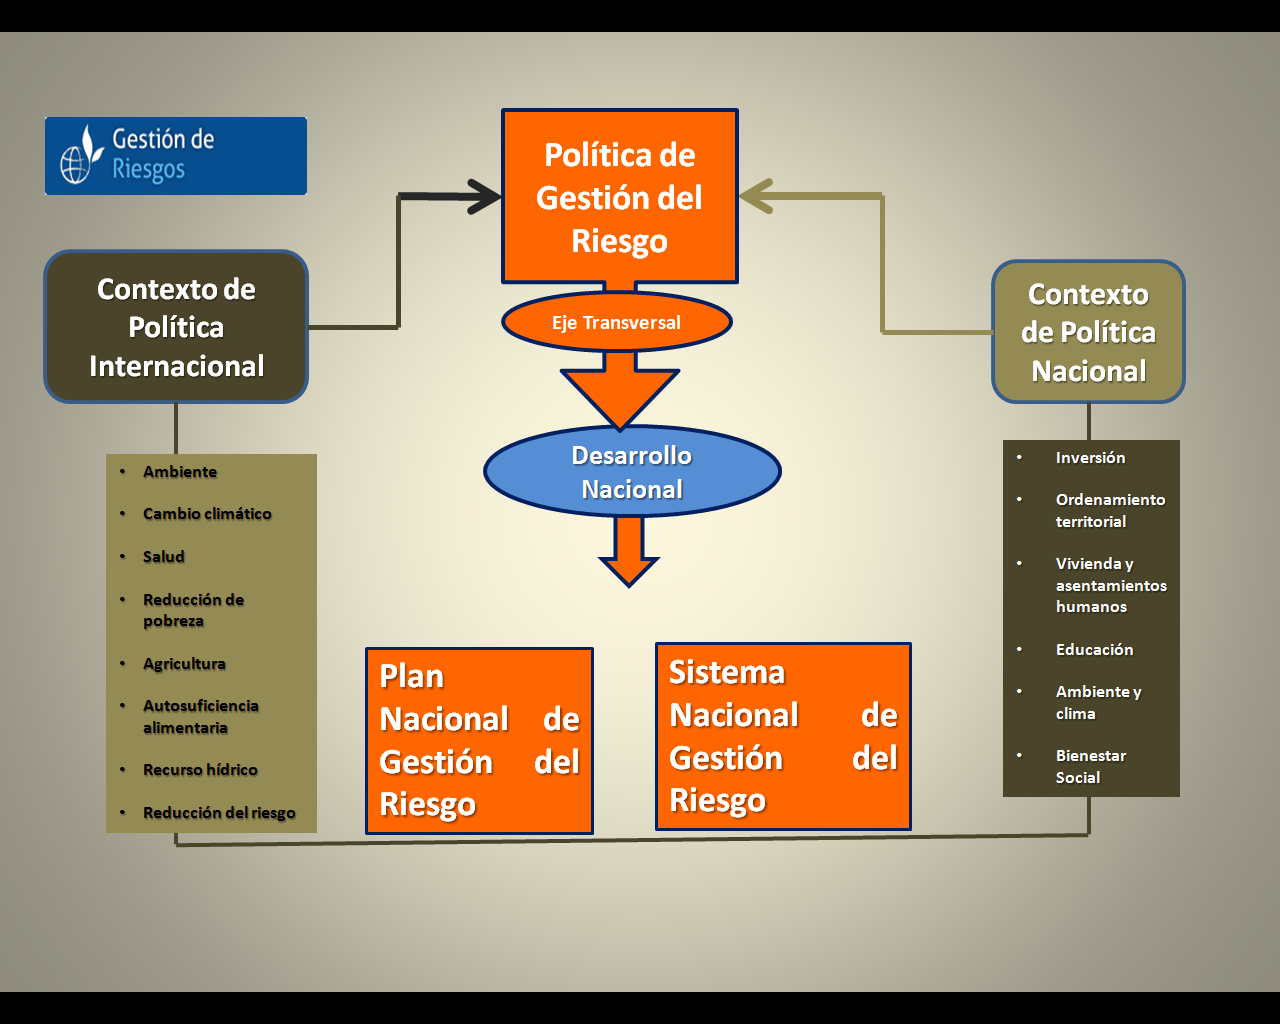 Gestión de
Riesgos
Política de
Gestión del
Riesgo
Eje Transversal
Desarrollo
Nacional
Contexto de
Política
Internacional
• Ambiente
• Cambio climático
• Salud
• Reducción de
pobreza
• Agricultura
• Autosuficiencia
alimentaria
• Recurso hídrico
• Reducción del riesgo
Plan
Nacional de
Gestión del
Riesgo
Sistema
Nacional de
Gestión del
Riesgo
Contexto
de Política
Nacional
• Inversión
• Ordenamiento
territorial
• Vivienda y
asentamientos
humanos
• Educación
• Ambiente y
clima
• Bienestar
Social